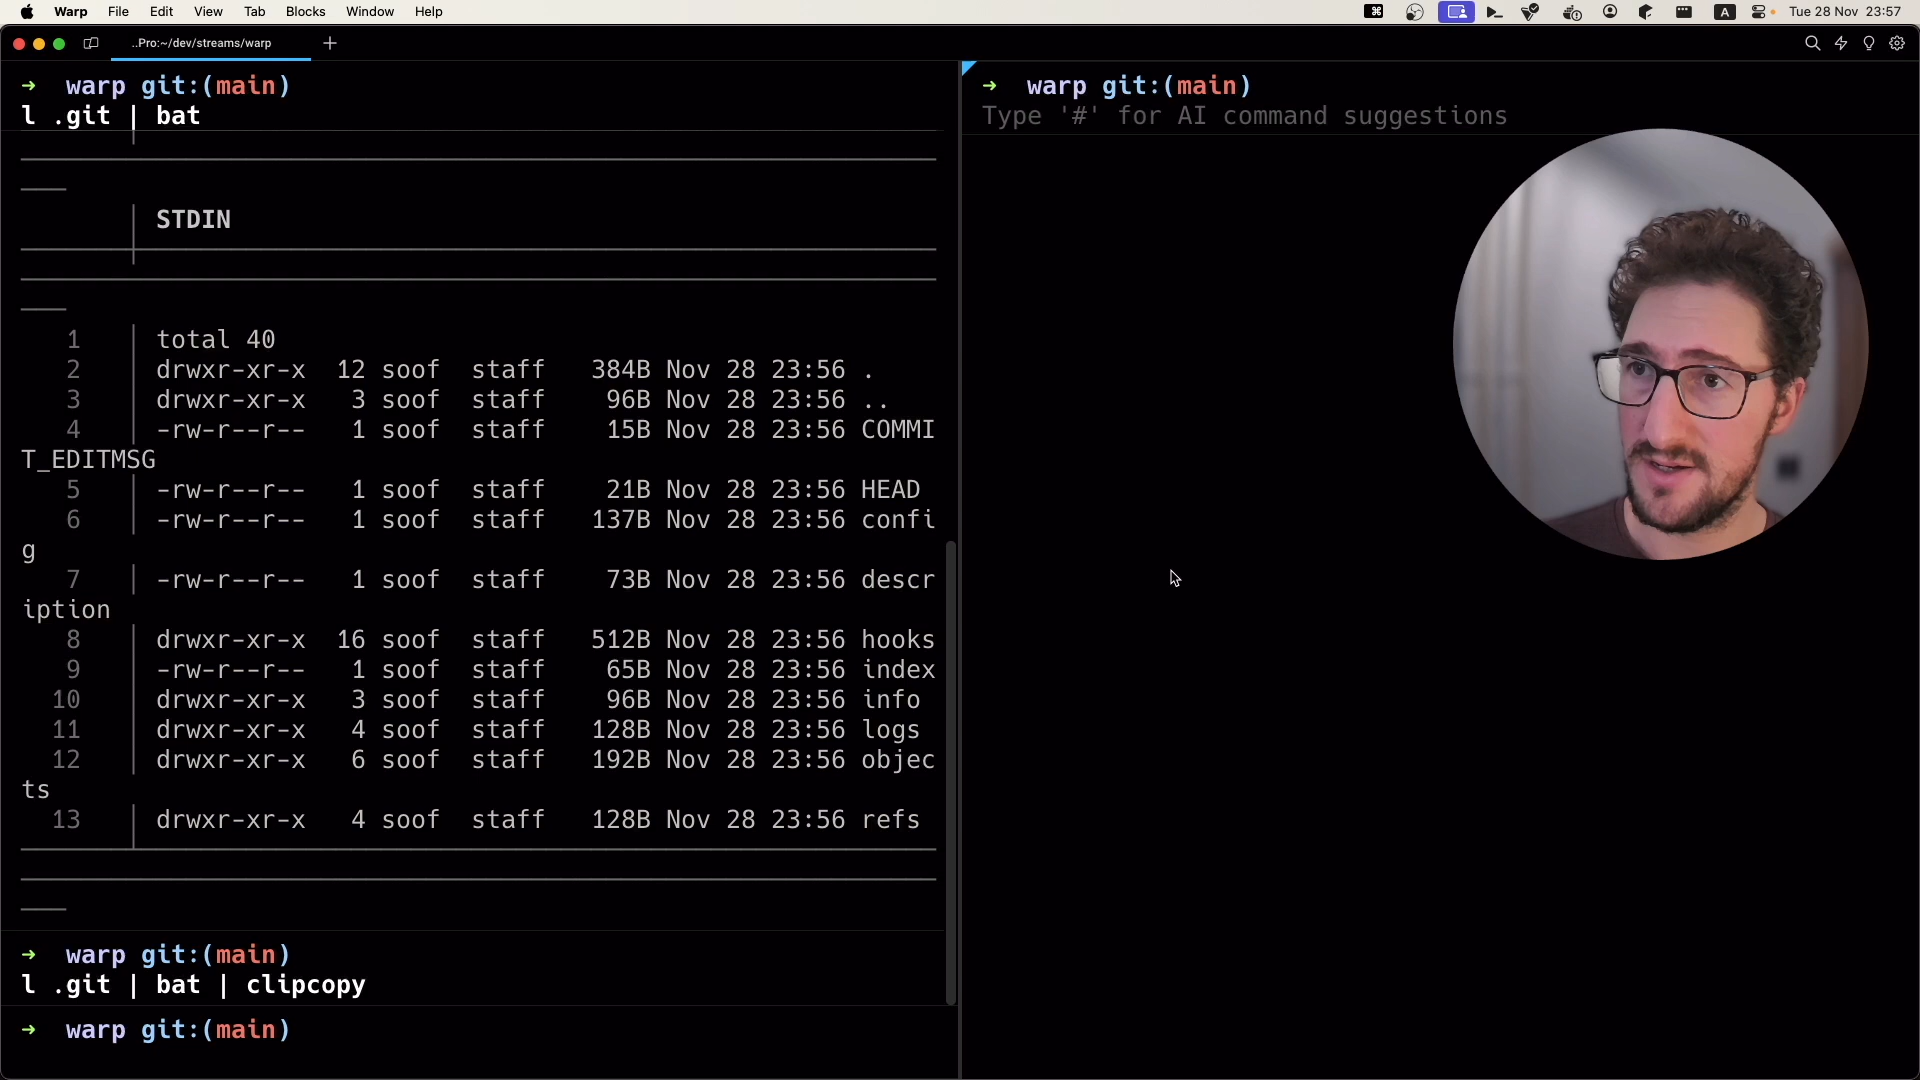 Warp File Edit View Tab Blocks Window Help A Tue 28 Nov 23:57
..Pro:~/dev/streams/warp
→ warp git:(main)
l .git | bat
STDIN
1 total 40
2 drwxr-xr-x 12 soof staff 384B Nov 28 23:56 .
3 drwxr-xr-x 3 soof staff 96B Nov 28 23:56 ..
4 -rw-r--r-- 1 soof staff 15B Nov 28 23:56 COMMI
T_EDITMSG
5 -rw-r--r-- 1 soof staff 21B Nov 28 23:56 HEAD
6 -rw-r--r-- 1 soof staff 137B Nov 28 23:56 confi
g
7 -rw-r--r-- 1 soof staff 73B Nov 28 23:56 descr
iption
8 drwxr-xr-x 16 soof staff 512B Nov 28 23:56 hooks
9 -rw-r--r-- 1 soof staff 65B Nov 28 23:56 index
10 drwxr-xr-x 3 soof staff 96B Nov 28 23:56 info
11 drwxr-xr-x 4 soof staff 128B Nov 28 23:56 logs
12 drwxr-xr-x 6 soof staff 192B Nov 28 23:56 objec
ts
13 drwxr-xr-x 4 soof staff 128B Nov 28 23:56 refs
→ warp git:(main)
l .git | bat | clipcopy
→ warp git:(main)
→ warp git:(main)
Type '#' for AI command suggestions